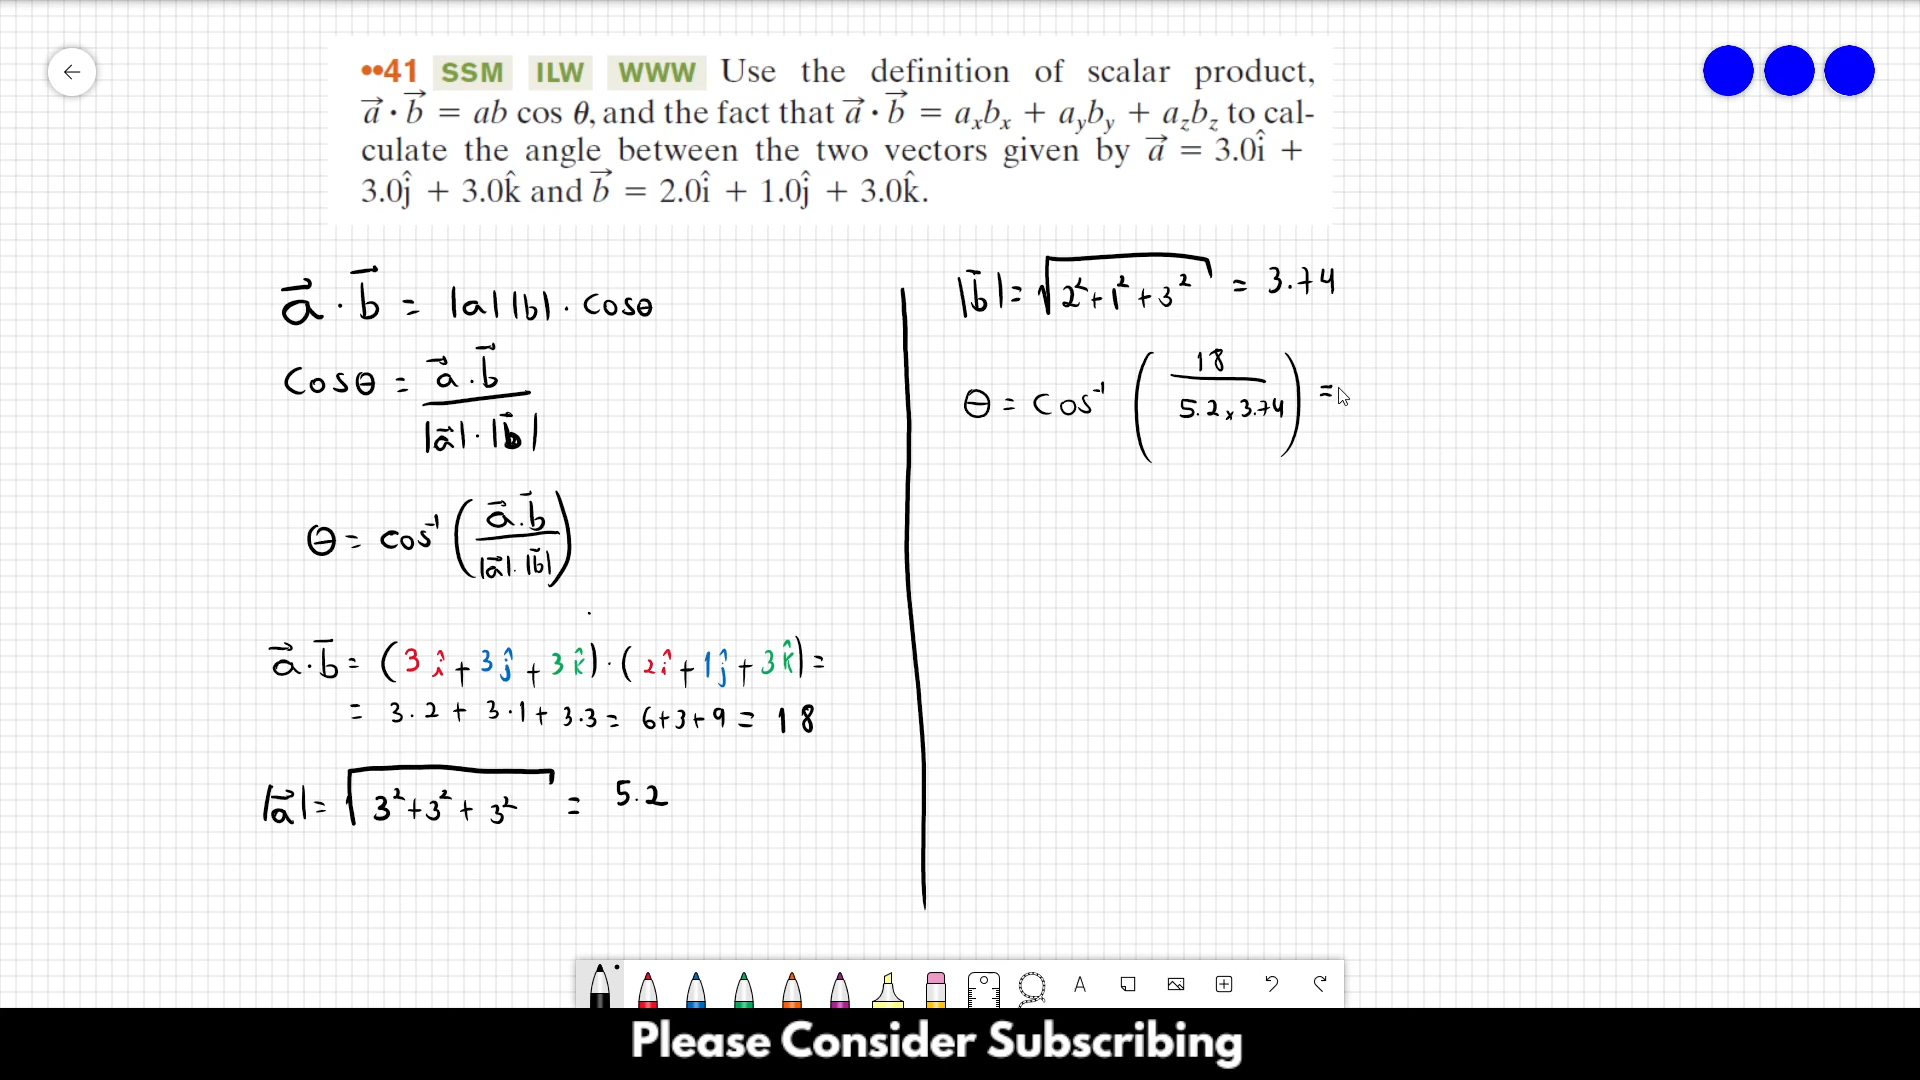 ••41 SSM ILW WWW Use the definition of scalar product,
a⃗ · b⃗ = ab cos θ, and the fact that a⃗ · b⃗ = aₓbₓ + a_yb_y + a_zb_z to cal-
culate the angle between the two vectors given by a⃗ = 3.0î +
3.0ĵ + 3.0k̂ and b⃗ = 2.0î + 1.0ĵ + 3.0k̂.
a⃗ · b⃗ = |a| |b| · cosθ
cosθ = a⃗ · b⃗ / |a⃗| · |b⃗|
θ = cos⁻¹ (a⃗ · b⃗ / |a⃗| · |b⃗|)
a⃗ · b⃗ = (3î + 3ĵ + 3k̂) · (2î + 1ĵ + 3k̂) =
= 3·2 + 3·1 + 3·3 = 6+3+9 = 18
|a⃗| = √(3² + 3² + 3²) = 5.2
|b⃗| = √(2² + 1² + 3²) = 3.74
θ = cos⁻¹ (18 / 5.2 × 3.74) =
A
Please Consider Subscribing